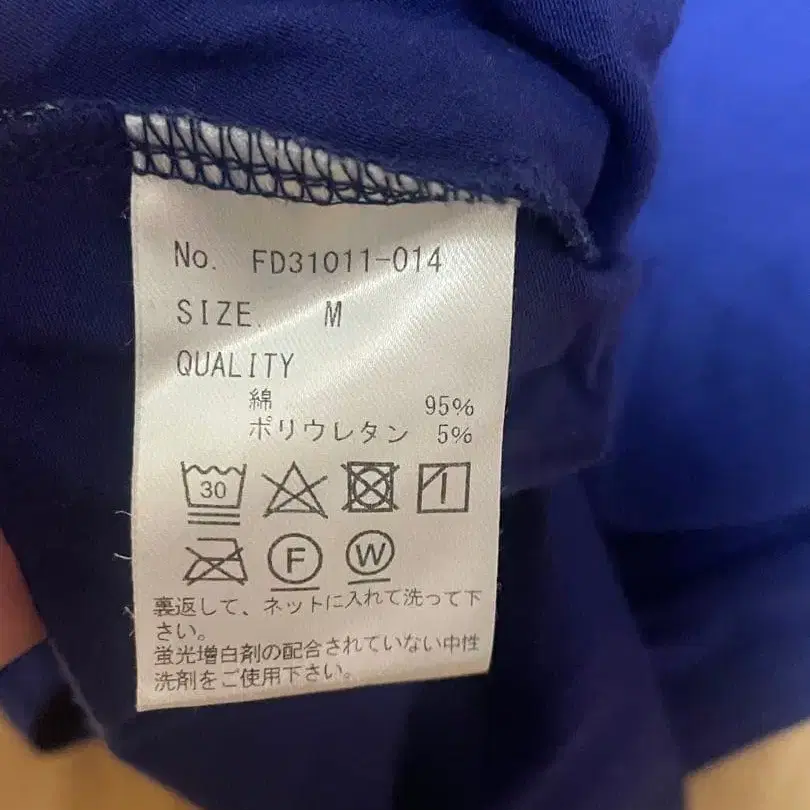 No. FD31011-014
SIZE. M
QUALITY
綿 95%
ポリウレタン 5%
30
F W
裏返して、ネットに入れて洗って下
さい。
蛍光増白剤の配合されていない中性
洗剤をご使用下さい。